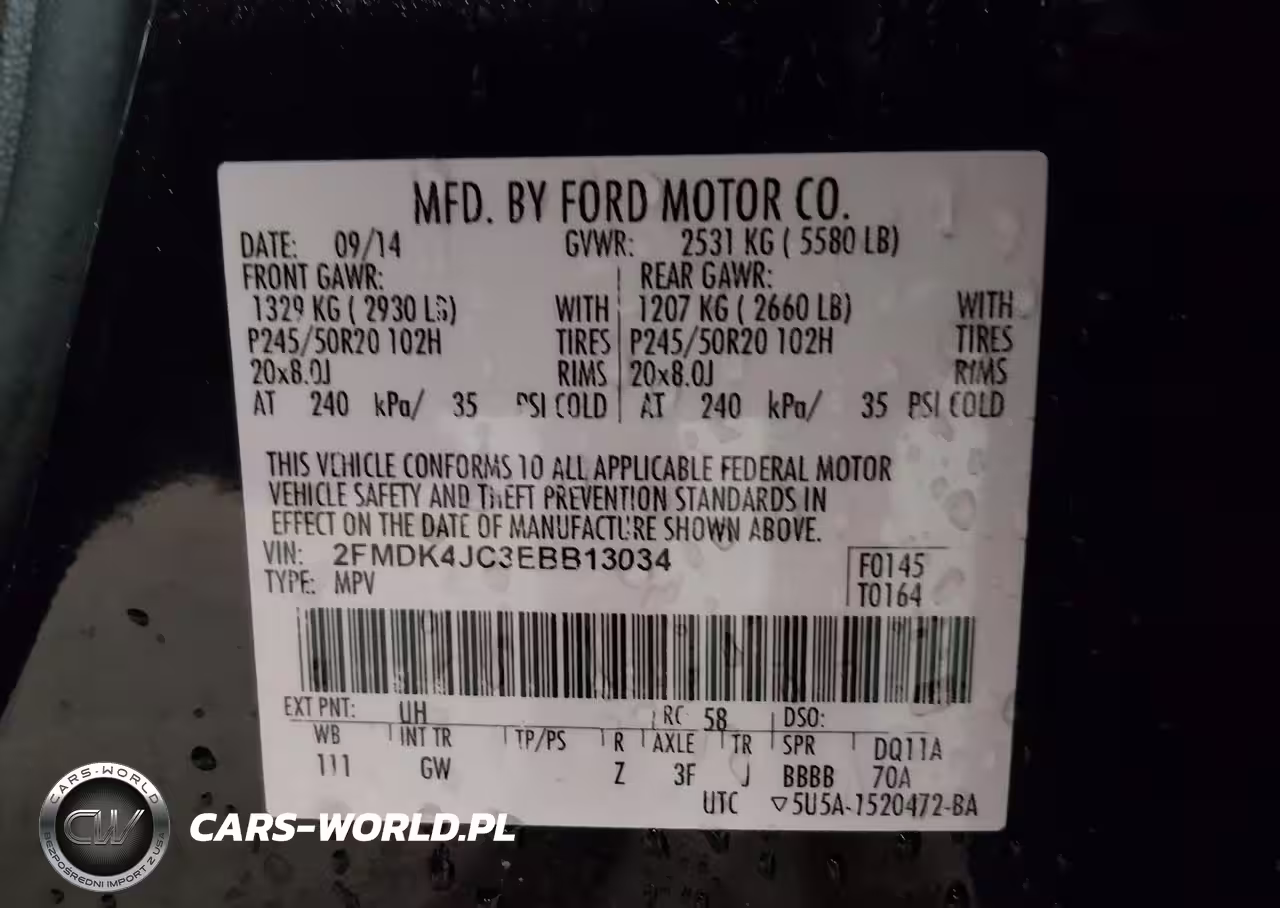 MFD. BY FORD MOTOR CO.
DATE: 09/14 GVWR: 2531 KG ( 5580 LB)
FRONT GAWR: REAR GAWR:
1329 KG ( 2930 LB) WITH 1207 KG ( 2660 LB) WITH
P245/50R20 102H TIRES P245/50R20 102H TIRES
20x8.0J RIMS 20x8.0J RIMS
AT 240 kPa/ 35 PSI COLD AT 240 kPa/ 35 PSI COLD
THIS VEHICLE CONFORMS TO ALL APPLICABLE FEDERAL MOTOR
VEHICLE SAFETY AND THEFT PREVENTION STANDARDS IN
EFFECT ON THE DATE OF MANUFACTURE SHOWN ABOVE.
VIN: 2FMDK4JC3EBB13034
F0145
TYPE: MPV
T0164
EXT PNT: UH RC: 58 DSO:
WB INT TR TP/PS R AXLE TR SPR DQ11A
111 GW Z 3F J BBBB 70A
UTC ▽5U5A-1520472-BA
CARS-WORLD
CW
BEZPOŚREDNI IMPORT Z USA
CARS-WORLD.PL